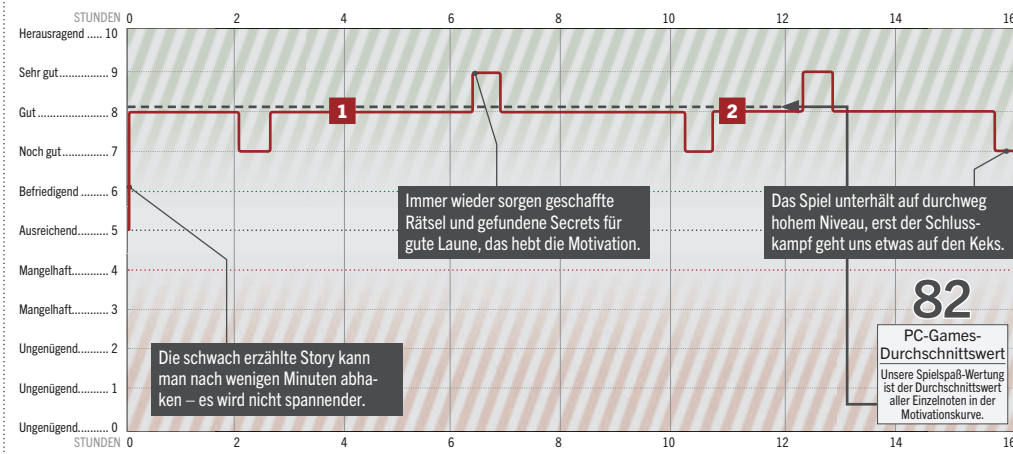 STUNDEN 0 2 4 6 8 10 12 14 16
Herausragend ..... 10
Sehr gut............... 9
Gut....................... 8
1
2
Noch gut............... 7
Befriedigend ........ 6
Ausreichend ......... 5
Mangelhaft........... 4
Mangelhaft........... 3
Ungenügend......... 2
Ungenügend......... 1
Ungenügend......... 0
STUNDEN 0 2 4 6 8 10 12 14 16
Die schwach erzählte Story kann
man nach wenigen Minuten abha-
ken – es wird nicht spannender.
Immer wieder sorgen geschaffte
Rätsel und gefundene Secrets für
gute Laune, das hebt die Motivation.
Das Spiel unterhält auf durchweg
hohem Niveau, erst der Schluss-
kampf geht uns etwas auf den Keks.
82
PC-Games-
Durchschnittswert
Unsere Spielspaß-Wertung
ist der Durchschnittswert
aller Einzelnoten in der
Motivationskurve.